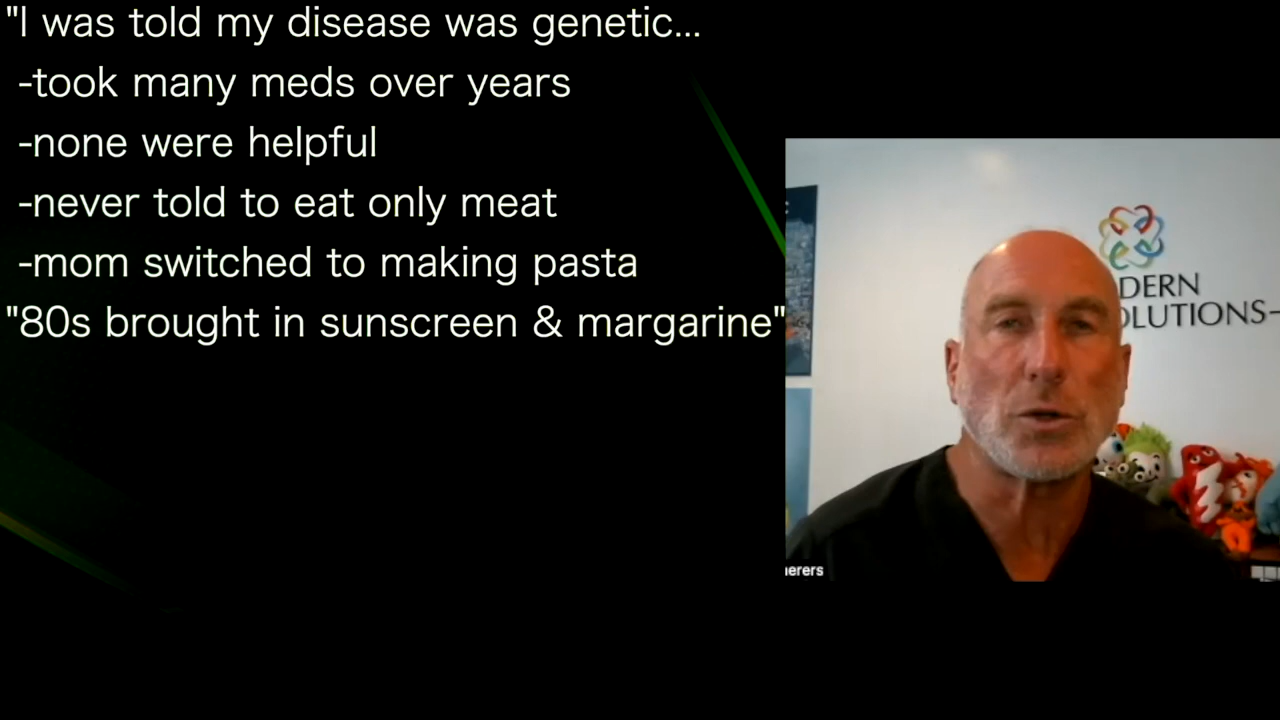 "I was told my disease was genetic...
-took many meds over years
-none were helpful
-never told to eat only meat
-mom switched to making pasta
"80s brought in sunscreen & margarine"
DERN
OLUTIONS-
erers